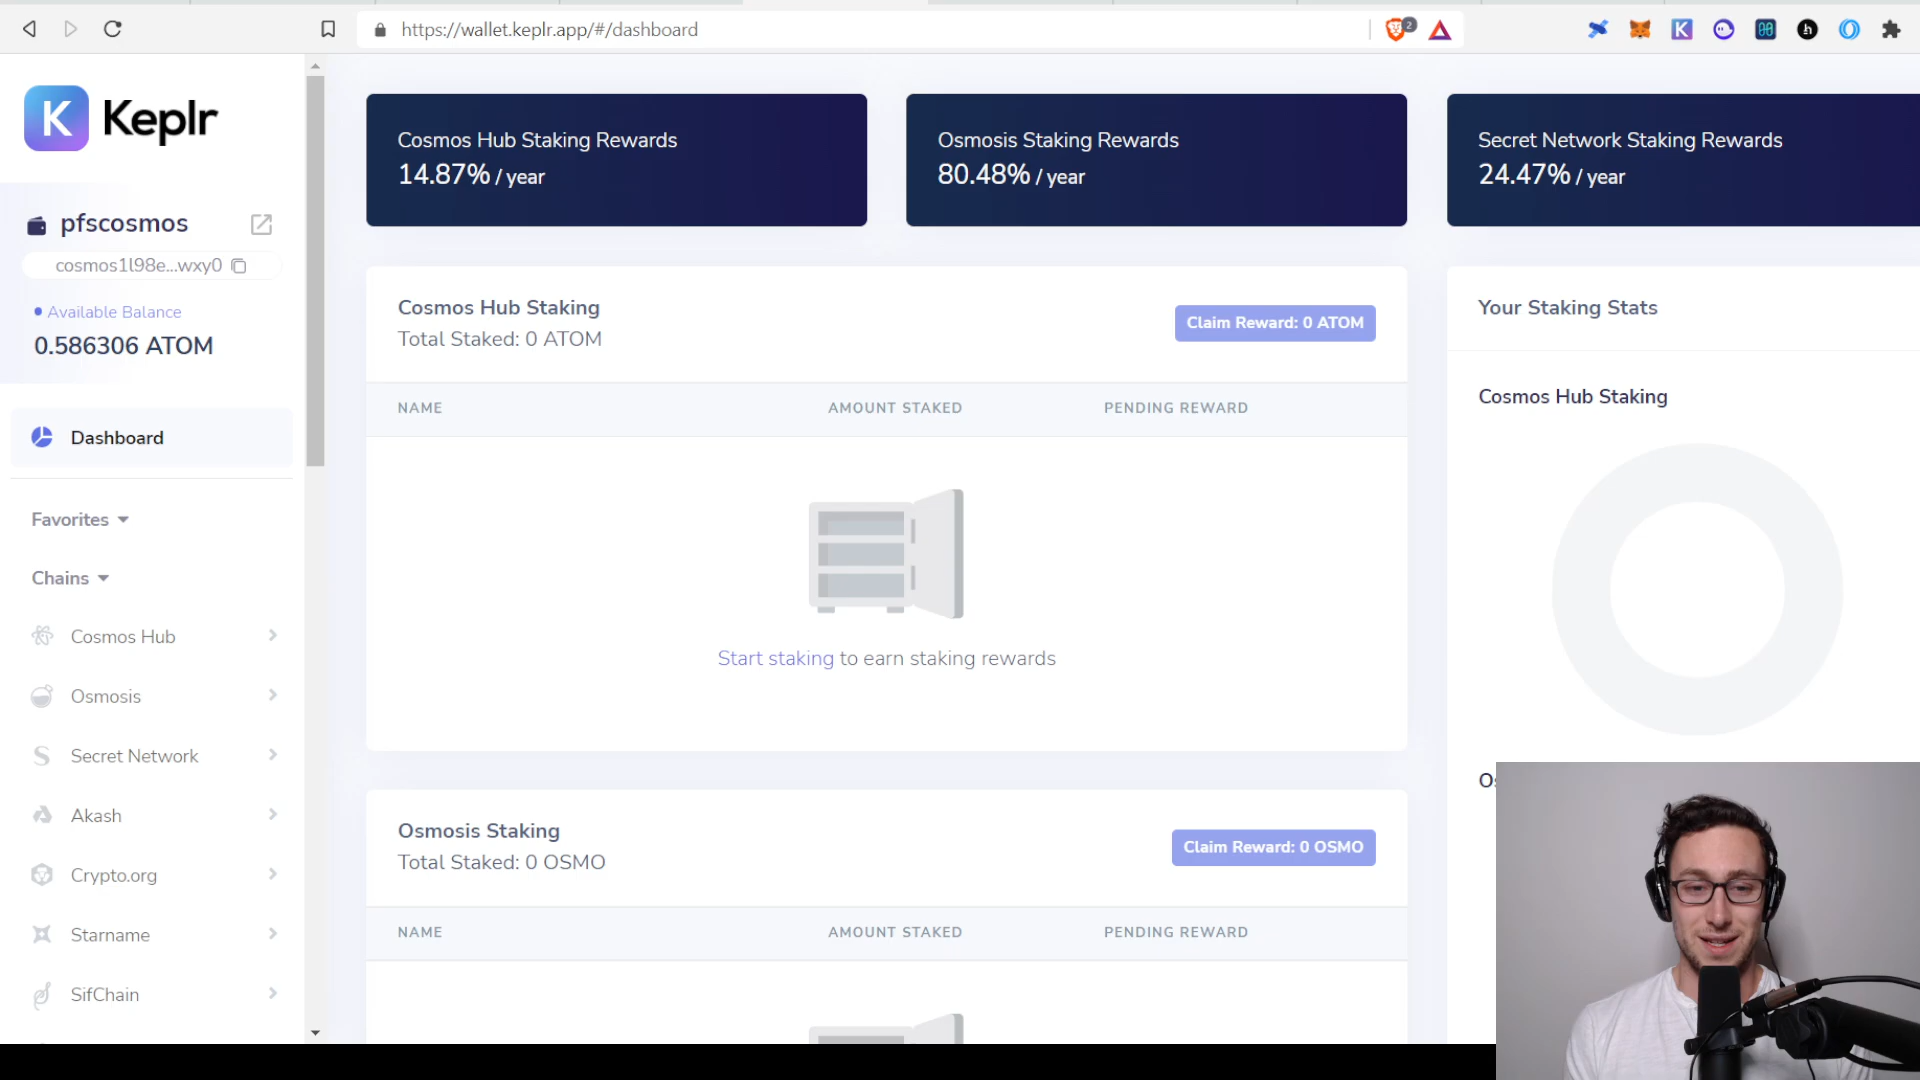 https://wallet.keplr.app/#/dashboard
2
K
K Keplr
pfscosmos
cosmos1l98e...wxy0
Available Balance
0.586306 ATOM
Dashboard
Favorites
Chains
Cosmos Hub
Osmosis
Secret Network
Akash
Crypto.org
Starname
SifChain
Cosmos Hub Staking Rewards
14.87% / year
Osmosis Staking Rewards
80.48% / year
Secret Network Staking Rewards
24.47% / year
Cosmos Hub Staking
Total Staked: 0 ATOM
Claim Reward: 0 ATOM
NAME AMOUNT STAKED PENDING REWARD
Start staking to earn staking rewards
Osmosis Staking
Total Staked: 0 OSMO
Claim Reward: 0 OSMO
NAME AMOUNT STAKED PENDING REWARD
Your Staking Stats
Cosmos Hub Staking